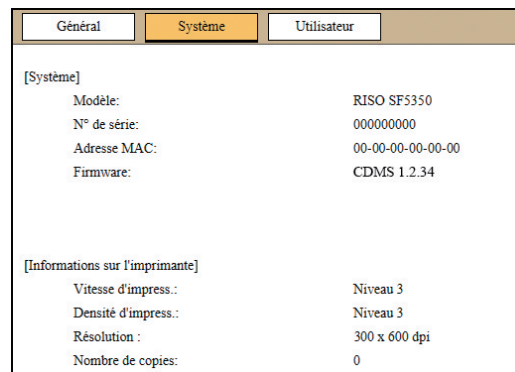 Général Système Utilisateur
[Système]
Modèle: RISO SF5350
N° de série: 000000000
Adresse MAC: 00-00-00-00-00-00
Firmware: CDMS 1.2.34
[Informations sur l'imprimante]
Vitesse d'impress.: Niveau 3
Densité d'impress.: Niveau 3
Résolution : 300 x 600 dpi
Nombre de copies: 0